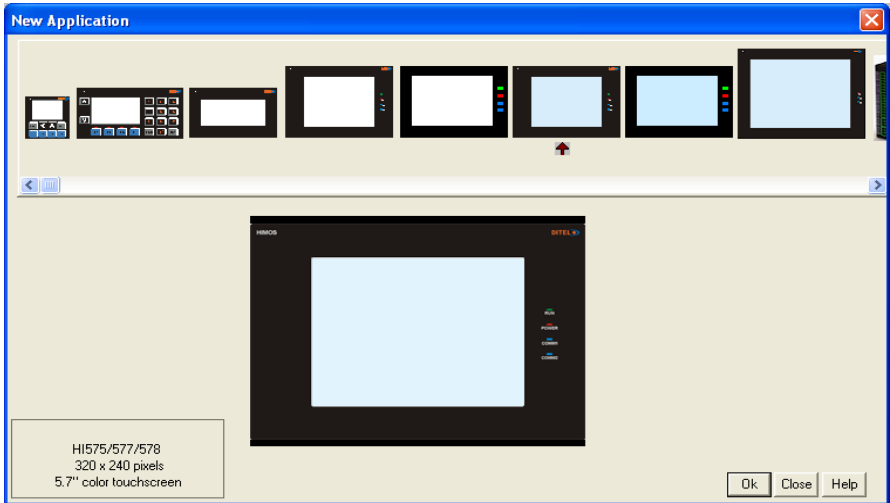 New Application
HIMOS
DITEL
RUN
POWER
COMM1
COMM2
HI575/577/578
320 x 240 pixels
5.7'' color touchscreen
Ok
Close
Help